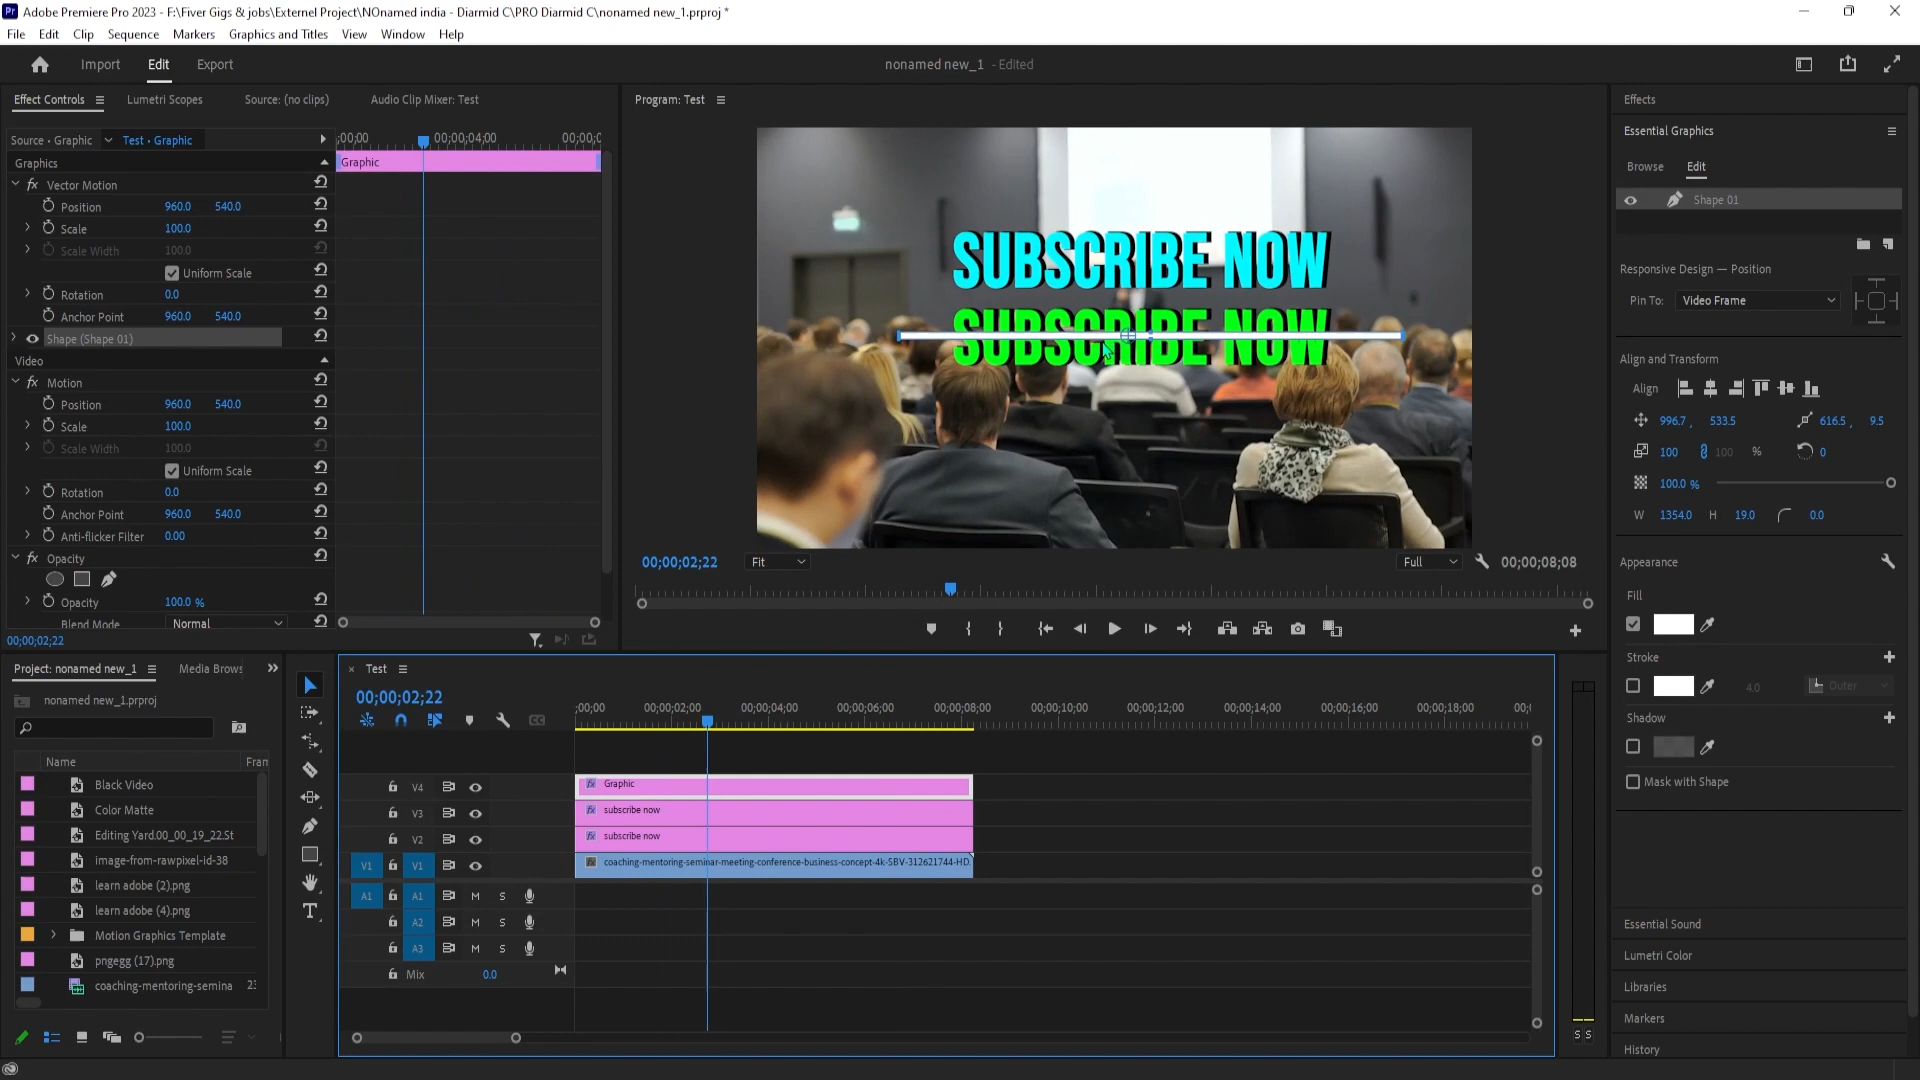 Adobe Premiere Pro 2023 - F:\Fiver Gigs & jobs\Externel Project\NOnamed india - Diarmid C\PRO Diarmid C\nonamed new_1.prproj *
File Edit Clip Sequence Markers Graphics and Titles View Window Help
Import Edit Export
nonamed new_1 - Edited
Effect Controls Lumetri Scopes Source: (no clips) Audio Clip Mixer: Test
Source • Graphic Test • Graphic
;00;00 00;00;04;00 00;00;0
Graphics
Graphic
fx Vector Motion
Position 960.0 540.0
Scale 100.0
Scale Width 100.0
Uniform Scale
Rotation 0.0
Anchor Point 960.0 540.0
Shape (Shape 01)
Video
fx Motion
Position 960.0 540.0
Scale 100.0
Scale Width 100.0
Uniform Scale
Rotation 0.0
Anchor Point 960.0 540.0
Anti-flicker Filter 0.00
fx Opacity
Opacity 100.0 %
Blend Mode Normal
00;00;02;22
Program: Test
SUBSCRIBE NOW
SUBSCRIBE NOW
00;00;02;22 Fit Full 00;00;08;08
Effects
Essential Graphics
Browse Edit
Shape 01
Responsive Design — Position
Pin To: Video Frame
Align and Transform
Align
996.7 , 533.5 616.5 , 9.5
100 100 % 0
100.0 %
W 1354.0 H 19.0 0.0
Appearance
Fill
Stroke
4.0 Outer
Shadow
Mask with Shape
Essential Sound
Lumetri Color
Libraries
Markers
History
Project: nonamed new_1 Media Brows
nonamed new_1.prproj
Name Fran
Black Video
Color Matte
Editing Yard.00_00_19_22.St
image-from-rawpixel-id-38
learn adobe (2).png
learn adobe (4).png
Motion Graphics Template
pngegg (17).png
coaching-mentoring-semina 23
× Test
00;00;02;22
;00;00 00;00;02;00 00;00;04;00 00;00;06;00 00;00;08;00 00;00;10;00 00;00;12;00 00;00;14;00 00;00;16;00 00;00;18;00 00;
V4 fx Graphic
V3 fx subscribe now
V2 fx subscribe now
V1 V1 fx coaching-mentoring-seminar-meeting-conference-business-concept-4k-SBV-312621744-HD.
A1 A1 M S
A2 M S
A3 M S
Mix 0.0
S S